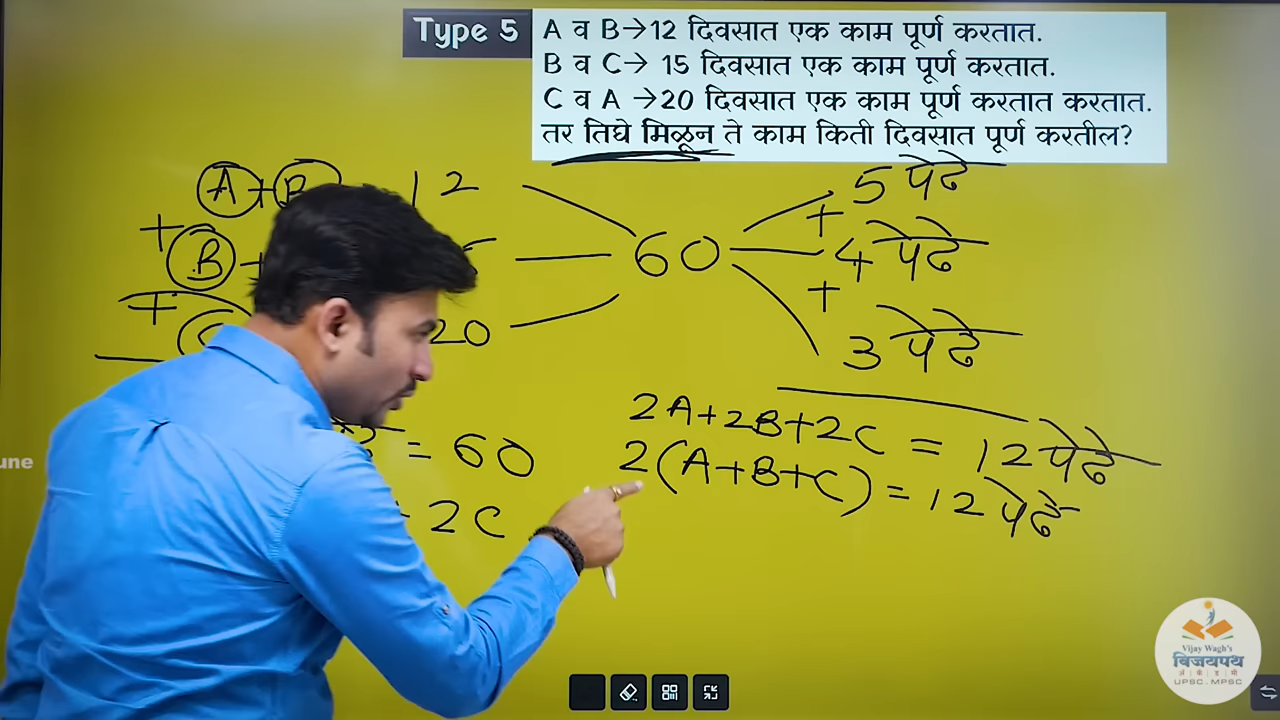 Type 5
A व B→12 दिवसात एक काम पूर्ण करतात.
B व C→ 15 दिवसात एक काम पूर्ण करतात.
C व A →20 दिवसात एक काम पूर्ण करतात करतात.
तर तिघे मिळून ते काम किती दिवसात पूर्ण करतील?
A+B 12
+ B+
+ 20
60
5 पेढे
+
4 पेढे
+
3 पेढे
= 60
2C
2A+2B+2C = 12 पेढे
2(A+B+C) = 12 पेढे
une
Vijay Wagh's
विजयपथ
UPSC.MPSC